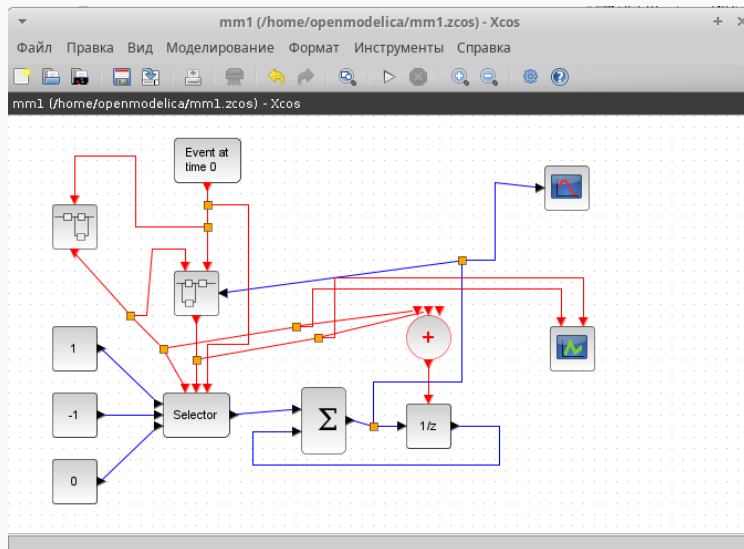 mm1 (/home/openmodelica/mm1.zcos) - Xcos
Файл Правка Вид Моделирование Формат Инструменты Справка
mm1 (/home/openmodelica/mm1.zcos) - Xcos
Event at
time 0
1
-1
0
Selector
Σ
+
1/z